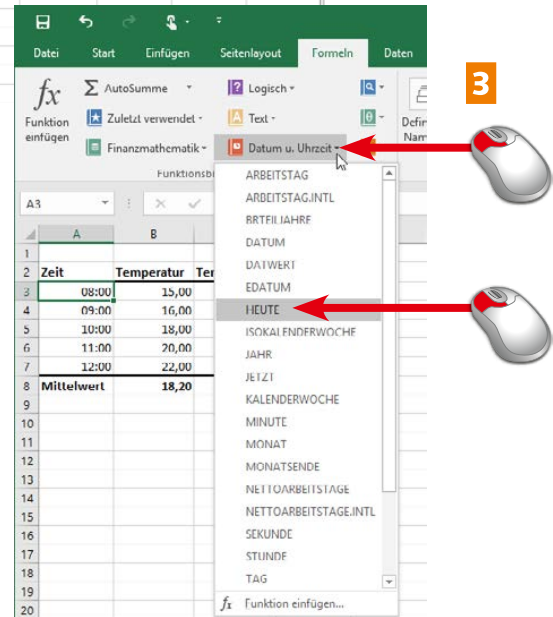 Datei Start Einfügen Seitenlayout Formeln Daten
3
fx
Funktion einfügen
Σ AutoSumme
Zuletzt verwendet
Finanzmathematik
? Logisch
A Text
Datum u. Uhrzeit
θ
Defin
Nam
Funktionsbi
A3
A B
1
2 Zeit Temperatur Ter
3 08:00 15,00
4 09:00 16,00
5 10:00 18,00
6 11:00 20,00
7 12:00 22,00
8 Mittelwert 18,20
9
10
11
12
13
14
15
16
17
18
19
20
ARBEITSTAG
ARBEITSTAG.INTL
BRTEILJAHRE
DATUM
DATWERT
EDATUM
HEUTE
ISOKALENDERWOCHE
JAHR
JETZT
KALENDERWOCHE
MINUTE
MONAT
MONATSENDE
NETTOARBEITSTAGE
NETTOARBEITSTAGE.INTL
SEKUNDE
STUNDE
TAG
fx Funktion einfügen...